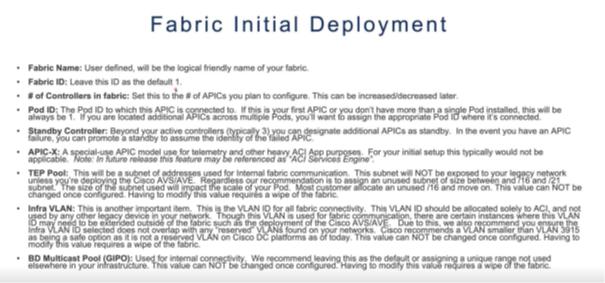 Fabric Initial Deployment
• Fabric Name: User defined, will be the logical friendly name of your fabric.
• Fabric ID: Leave this ID as the default 1.
• # of Controllers in fabric: Set this to the # of APICs you plan to configure. This can be increased/decreased later.
• Pod ID: The Pod ID to which this APIC is connected to. If this is your first APIC or you don't have more than a single Pod installed, this will be
always be 1. If you are located additional APICs across multiple Pods, you'll want to assign the appropriate Pod ID where it's connected.
• Standby Controller: Beyond your active controllers (typically 3) you can designate additional APICs as standby. In the event you have an APIC
failure, you can promote a standby to assume the identity of the failed APIC.
• APIC-X: A special-use APIC model use for telemetry and other heavy ACI App purposes. For your initial setup this typically would not be
applicable. Note: In future release this feature may be referenced as "ACI Services Engine".
• TEP Pool: This will be a subnet of addresses used for Internal fabric communication. This subnet will NOT be exposed to your legacy network
unless you're deploying the Cisco AVS/AVE. Regardless our recommendation is to assign an unused subnet of size between and /16 and /21
subnet. The size of the subnet used will impact the scale of your Pod. Most customer allocate an unused /16 and move on. This value can NOT be
changed once configured. Having to modify this value requires a wipe of the fabric.
• Infra VLAN: This is another important item. This is the VLAN ID for all fabric connectivity. This VLAN ID should be allocated solely to ACI, and not
used by any other legacy device in your network. Though this VLAN is used for fabric communication, there are certain instances where this VLAN
ID may need to be extended outside of the fabric such as the deployment of the Cisco AVS/AVE. Due to this, we also recommend you ensure the
Infra VLAN ID selected does not overlap with any "reserved" VLANs found on your networks. Cisco recommends a VLAN smaller than VLAN 3915
as being a safe option as it is not a reserved VLAN on Cisco DC platforms as of today. This value can NOT be changed once configured. Having to
modify this value requires a wipe of the fabric.
• BD Multicast Pool (GIPO): Used for internal connectivity. We recommend leaving this as the default or assigning a unique range not used
elsewhere in your infrastructure. This value can NOT be changed once configured. Having to modify this value requires a wipe of the fabric.